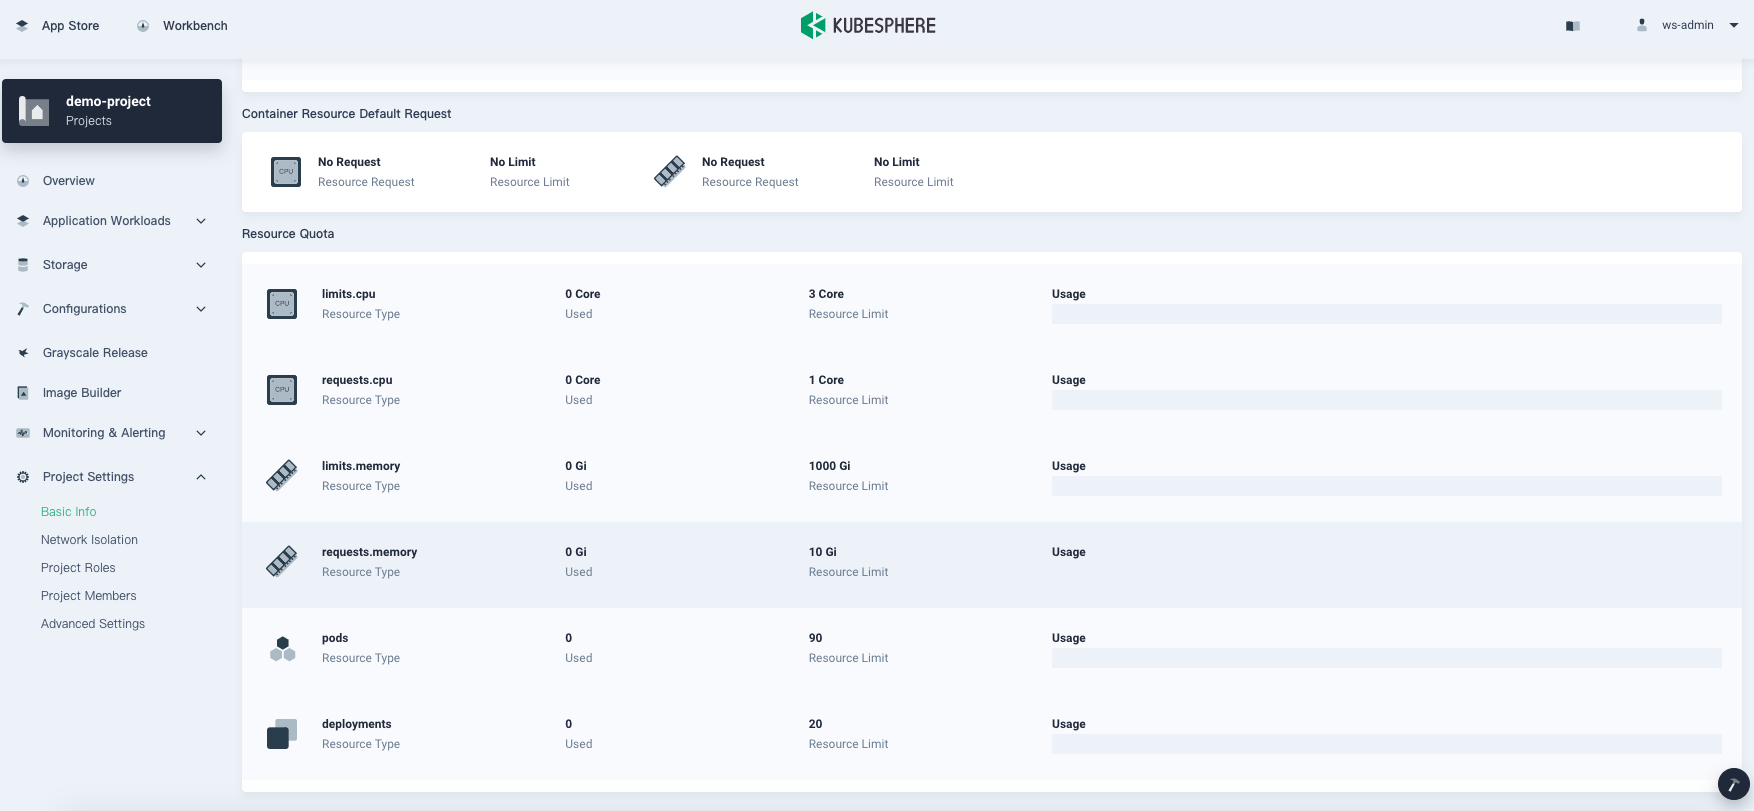 App Store
Workbench
KUBESPHERE
ws-admin
demo-project
Projects
Overview
Application Workloads
Storage
Configurations
Grayscale Release
Image Builder
Monitoring & Alerting
Project Settings
Basic Info
Network Isolation
Project Roles
Project Members
Advanced Settings
Container Resource Default Request
CPU
No Request No Limit No Request No Limit
Resource Request Resource Limit Resource Request Resource Limit
Resource Quota
CPU
limits.cpu 0 Core 3 Core Usage
Resource Type Used Resource Limit
CPU
requests.cpu 0 Core 1 Core Usage
Resource Type Used Resource Limit
limits.memory 0 Gi 1000 Gi Usage
Resource Type Used Resource Limit
requests.memory 0 Gi 10 Gi Usage
Resource Type Used Resource Limit
pods 0 90 Usage
Resource Type Used Resource Limit
deployments 0 20 Usage
Resource Type Used Resource Limit